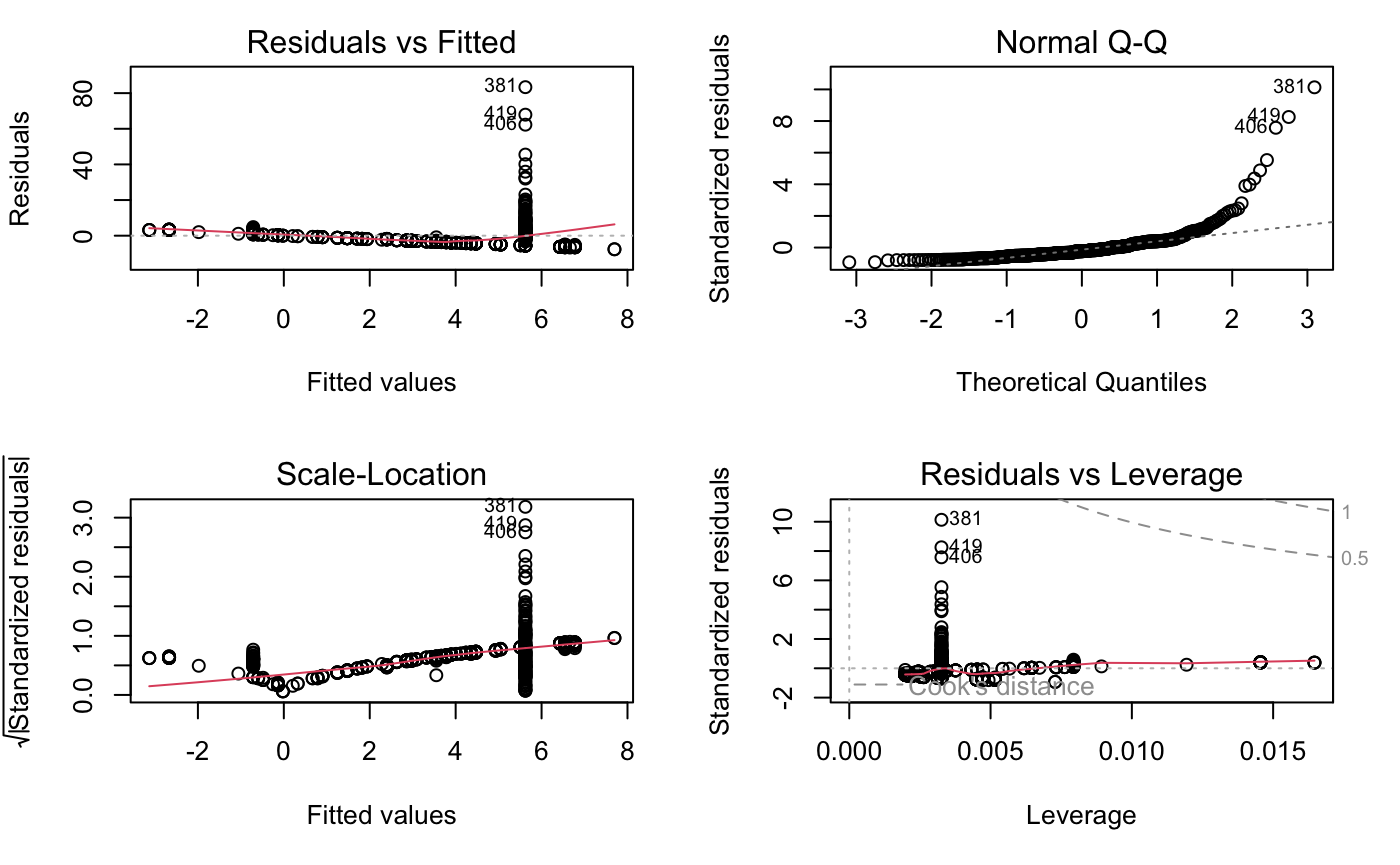 Residuals vs Fitted
Residuals
80
40
0
381
419
406
-2 0 2 4 6 8
Fitted values
Normal Q-Q
Standardized residuals
8
4
0
381
419
406
-3 -2 -1 0 1 2 3
Theoretical Quantiles
Scale-Location
√|Standardized residuals|
3.0
2.0
1.0
0.0
381
419
406
-2 0 2 4 6 8
Fitted values
Residuals vs Leverage
Standardized residuals
10
6
2
-2
381
419
406
1
0.5
Cook's distance
0.000 0.005 0.010 0.015
Leverage